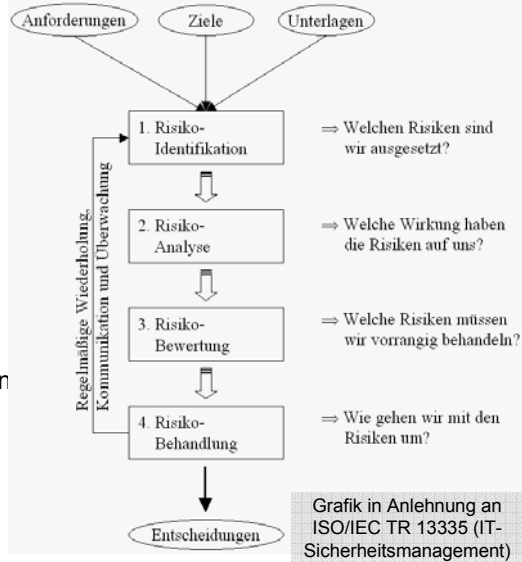 Anforderungen
Ziele
Unterlagen
1. Risiko-
Identifikation
⇒ Welchen Risiken sind
wir ausgesetzt?
2. Risiko-
Analyse
⇒ Welche Wirkung haben
die Risiken auf uns?
3. Risiko-
Bewertung
⇒ Welche Risiken müssen
wir vorrangig behandeln?
4. Risiko-
Behandlung
⇒ Wie gehen wir mit den
Risiken um?
Regelmäßige Wiederholung,
Kommunikation und Überwachung
n
Entscheidungen
Grafik in Anlehnung an
ISO/IEC TR 13335 (IT-
Sicherheitsmanagement)